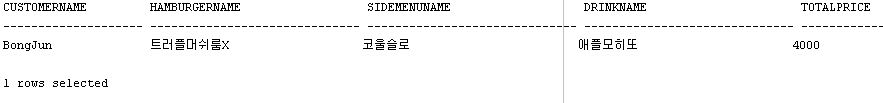 CUSTOMERNAME HAMBURGERNAME SIDEMENUNAME DRINKNAME TOTALPRICE
-------------------- ------------------------------ ------------------------------ ------------------------------ ----------
BongJun 트러플머쉬룸X 코울슬로 애플모히또 4000
1 rows selected